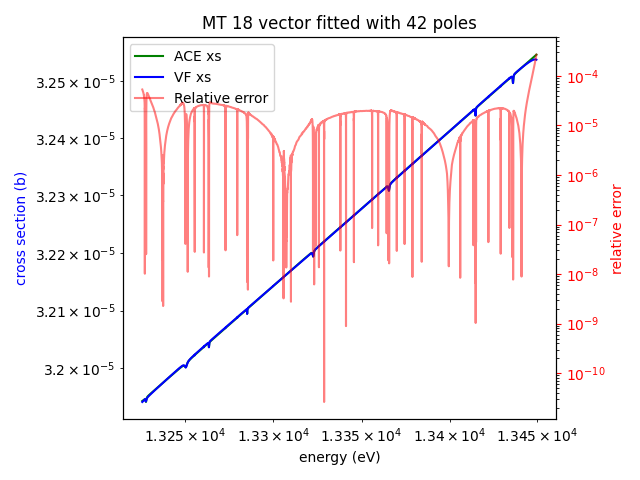 MT 18 vector fitted with 42 poles
ACE xs
VF xs
Relative error
cross section (b)
3.25 × 10⁻⁵
3.24 × 10⁻⁵
3.23 × 10⁻⁵
3.22 × 10⁻⁵
3.21 × 10⁻⁵
3.2 × 10⁻⁵
10⁻⁴
10⁻⁵
10⁻⁶
10⁻⁷
10⁻⁸
10⁻⁹
10⁻¹⁰
relative error
1.325 × 10⁴ 1.33 × 10⁴ 1.335 × 10⁴ 1.34 × 10⁴ 1.345 × 10⁴
energy (eV)